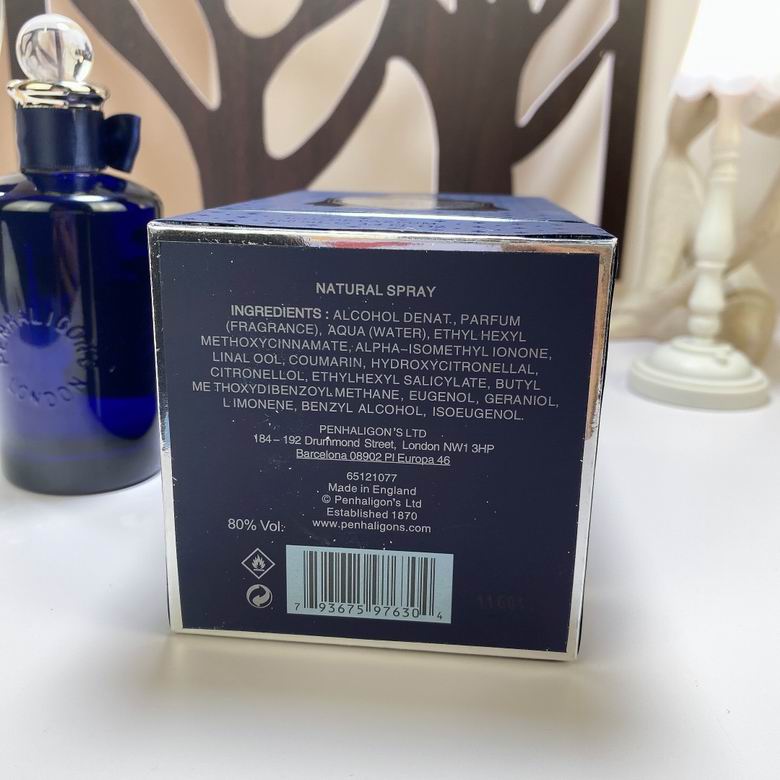 PENHALIGON'S
LONDON
NATURAL SPRAY
INGREDIENTS : ALCOHOL DENAT., PARFUM
(FRAGRANCE), AQUA (WATER), ETHYL HEXYL
METHOXYCINNAMATE, ALPHA-ISOMETHYL IONONE,
LINAL OOL, COUMARIN, HYDROXYCITRONELLAL,
CITRONELLOL, ETHYLHEXYL SALICYLATE, BUTYL
ME THOXYDIBENZOYL METHANE, EUGENOL, GERANIOL,
L IMONENE, BENZYL ALCOHOL, ISOEUGENOL.
PENHALIGON'S LTD
184– 192 Drummond Street, London NW1 3HP
Barcelona 08902 Pl Europa 46
65121077
Made in England
© Penhaligon's Ltd
Established 1870
80% Vol.
www.penhaligons.com
7 93675 97630 4